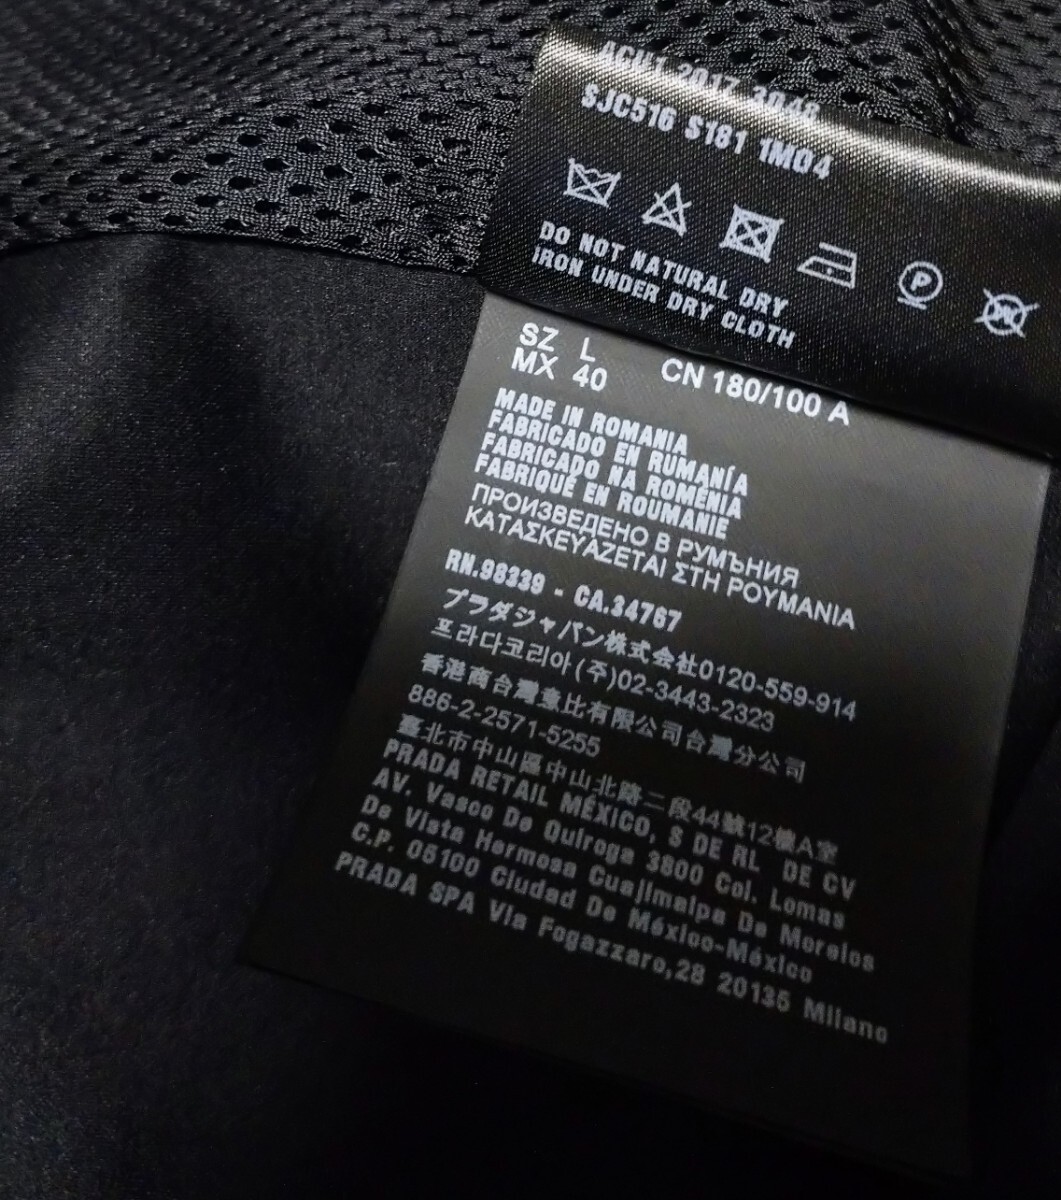 SJC516 S181 1M04
DO NOT NATURAL DRY
IRON UNDER DRY CLOTH
SZ L
MX 40
CN 180/100 A
MADE IN ROMANIA
FABRICADO EN RUMANÍA
FABRICADO NA ROMÉNIA
FABRIQUÉ EN ROUMANIE
ПРОИЗВЕДЕНО В РУМЪНИЯ
ΚΑΤΑΣΚΕΥΑΖΕΤΑΙ ΣΤΗ ΡΟΥΜΑΝΙΑ
RN.98339 - CA.34767
プラダジャパン株式会社0120-559-914
프라다코리아(주)02-3443-2323
香港商台灣意比有限公司台灣分公司
886-2-2571-5255
臺北市中山區中山北路二段44號12樓A室
PRADA RETAIL MÉXICO, S DE RL DE CV
AV. Vasco De Quiroga 3800 Col. Lomas
De Vista Hermosa Cuajimalpa De Morelos
C.P. 05100 Ciudad De México-México
PRADA SPA Via Fogazzaro,28 20135 Milano